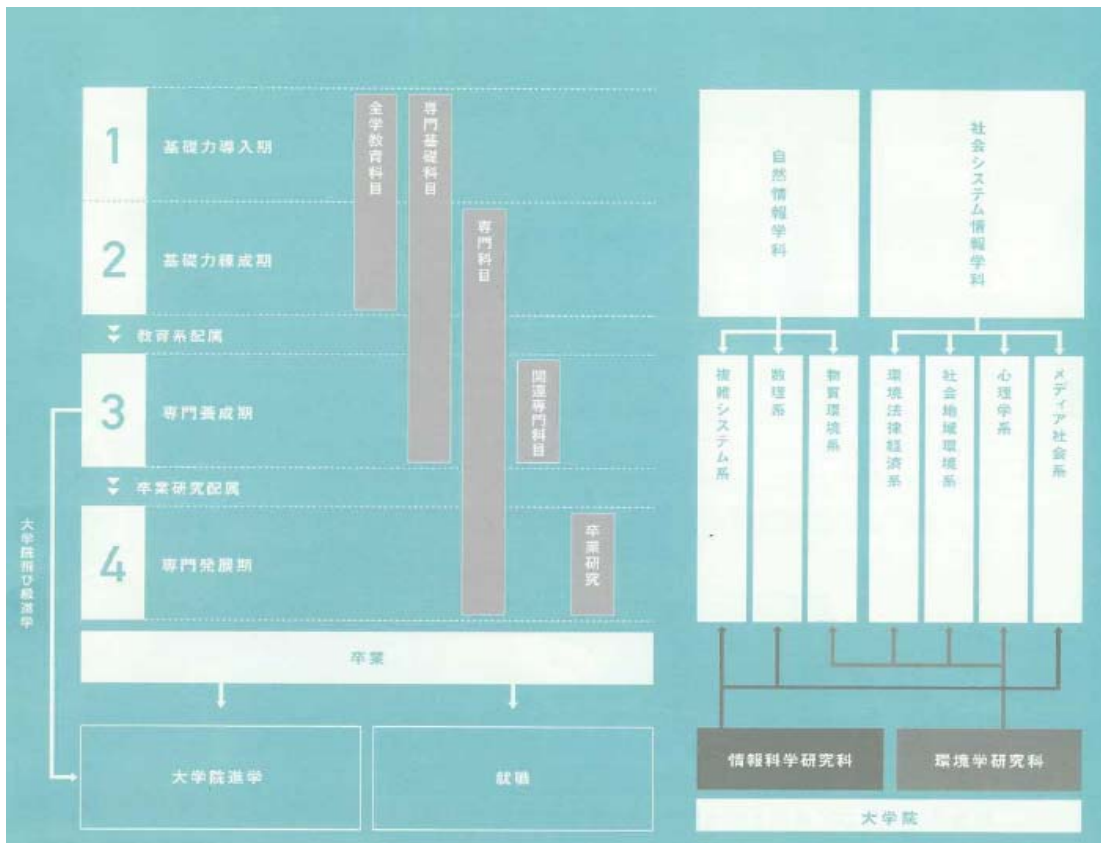 1
基礎力導入期
2
基礎力錬成期
教育系配属
3
専門養成期
卒業研究配属
4
専門発展期
全学教育科目
専門基礎科目
専門科目
関連専門科目
卒業研究
大学院飛び級進学
卒業
大学院進学
就職
自然情報学科
社会システム情報学科
複雑システム系
数理系
物質環境系
環境法律経済系
社会地域環境系
心理学系
メディア社会系
情報科学研究科
環境学研究科
大学院